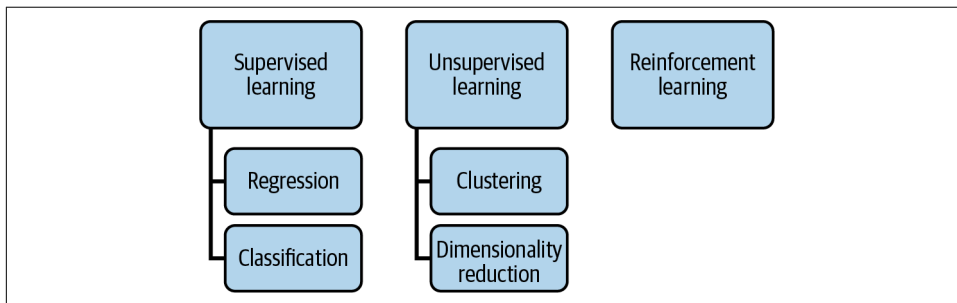 Supervised
learning
Regression
Classification
Unsupervised
learning
Clustering
Dimensionality
reduction
Reinforcement
learning